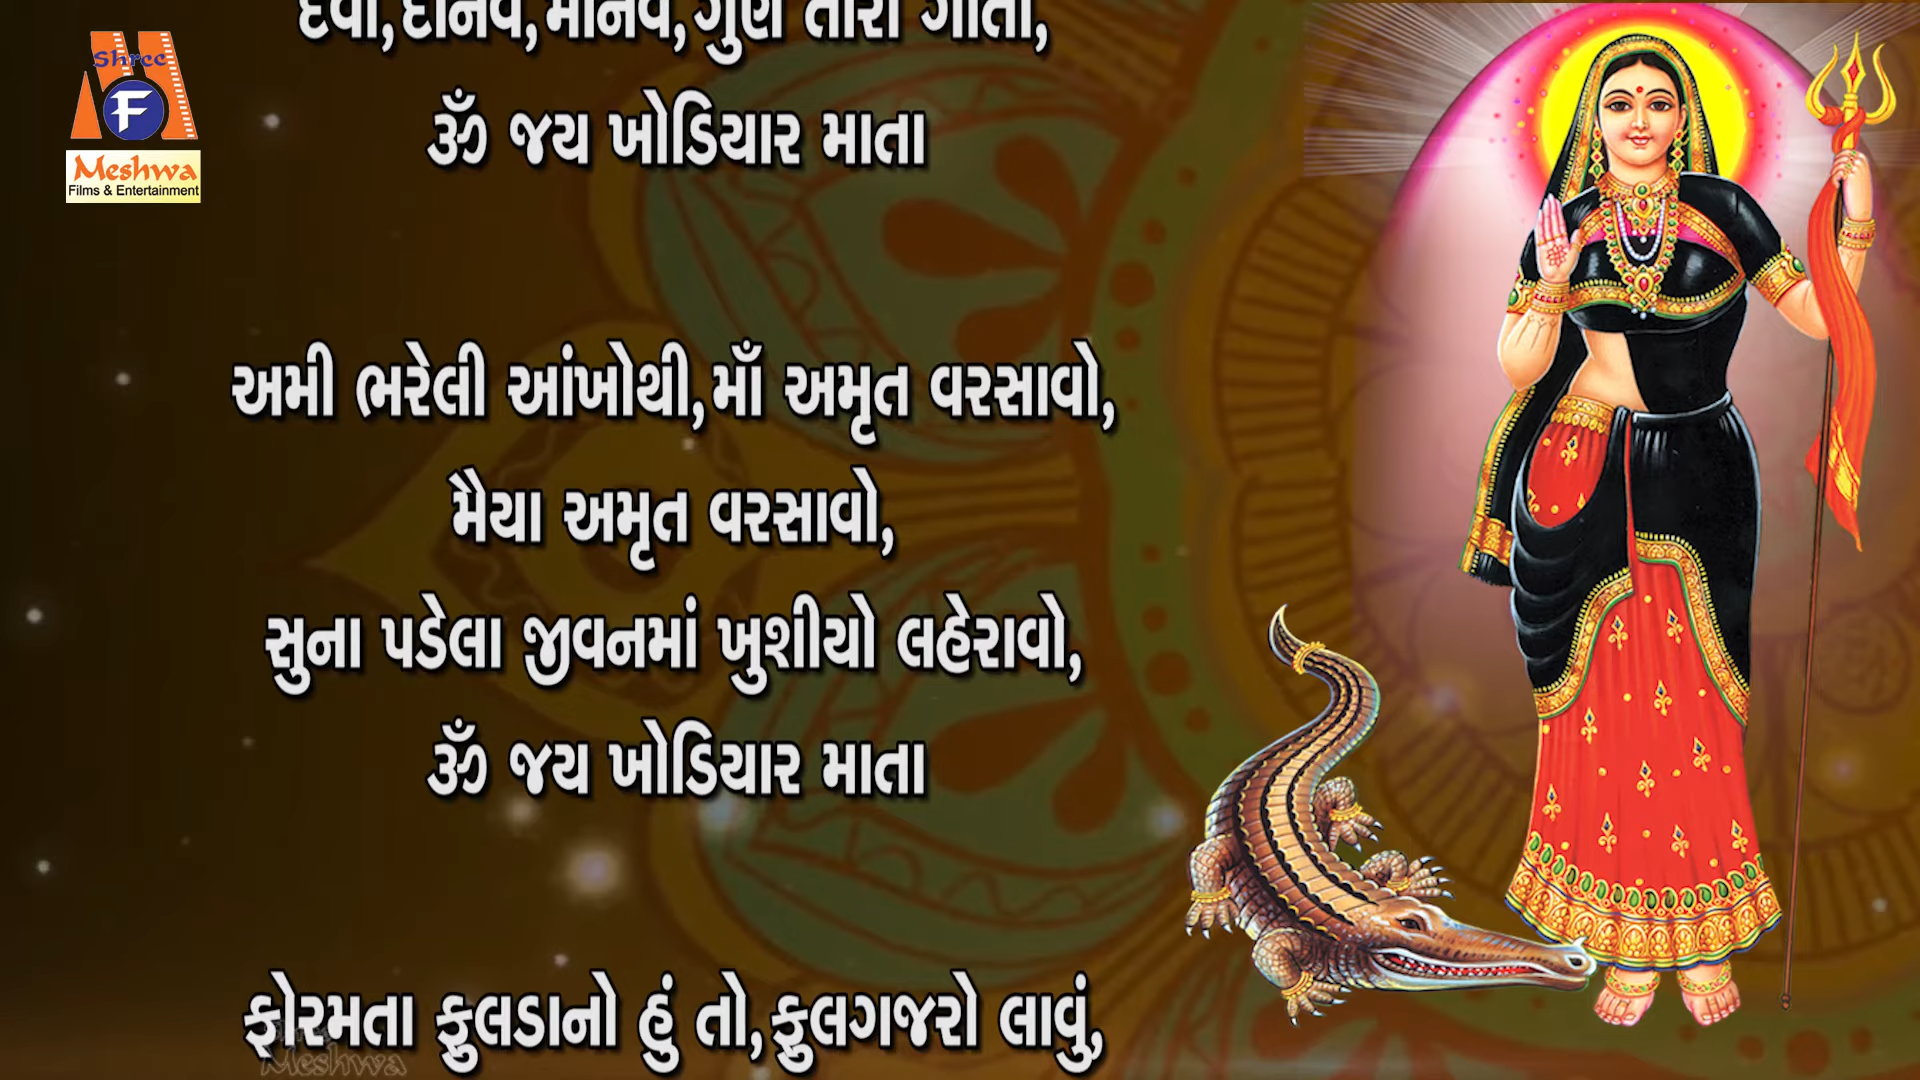 Shree
F
Meshwa
Films & Entertainment
દેવો,દાનવ,માનવ,ગુણ તારા ગાતા,
ૐ જય ખોડિયાર માતા
અમી ભરેલી આંખોથી,માઁ અમૃત વરસાવો,
મૈયા અમૃત વરસાવો,
સુના પડેલા જીવનમાં ખુશીયો લહેરાવો,
ૐ જય ખોડિયાર માતા
ફોરમતા ફુલડાનો હું તો,ફુલગજરો લાવું,
Meshwa